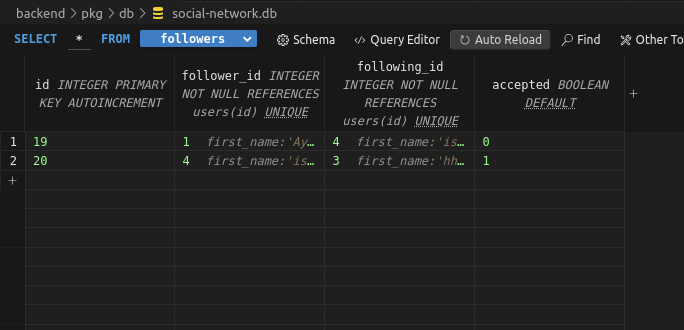 backend > pkg > db > social-network.db
SELECT * FROM followers Schema Query Editor Auto Reload Find Other To
id INTEGER PRIMARY KEY AUTOINCREMENT
follower_id INTEGER NOT NULL REFERENCES users(id) UNIQUE
following_id INTEGER NOT NULL REFERENCES users(id) UNIQUE
accepted BOOLEAN DEFAULT
+
1 19 1 first_name:'Ay… 4 first_name:'is… 0
2 20 4 first_name:'is… 3 first_name:'hh… 1
+